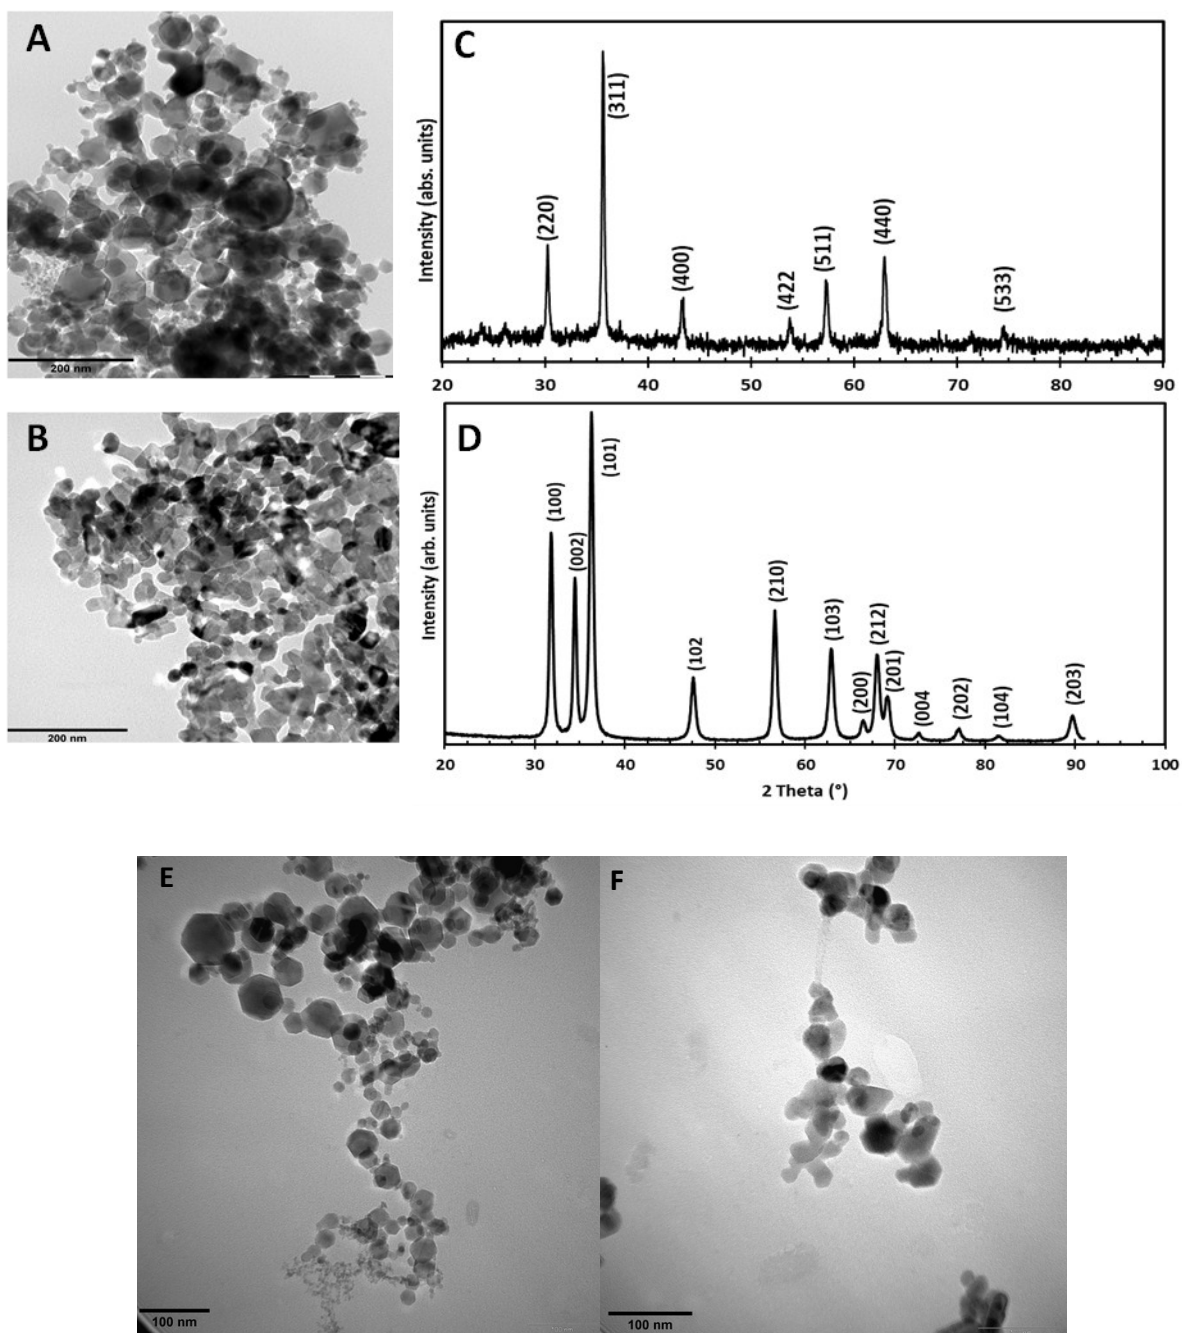 A
200 nm
B
200 nm
C
Intensity (abs. units)
(220)
(311)
(400)
(422
(511)
(440)
(533)
20 30 40 50 60 70 80 90
D
Intensity (arb. units)
(100)
(002)
(101)
(102
(210)
(103)
(200)
(212)
(201)
(004
(202)
(104)
(203)
20 30 40 50 60 70 80 90 100
2 Theta (°)
E
100 nm
F
100 nm